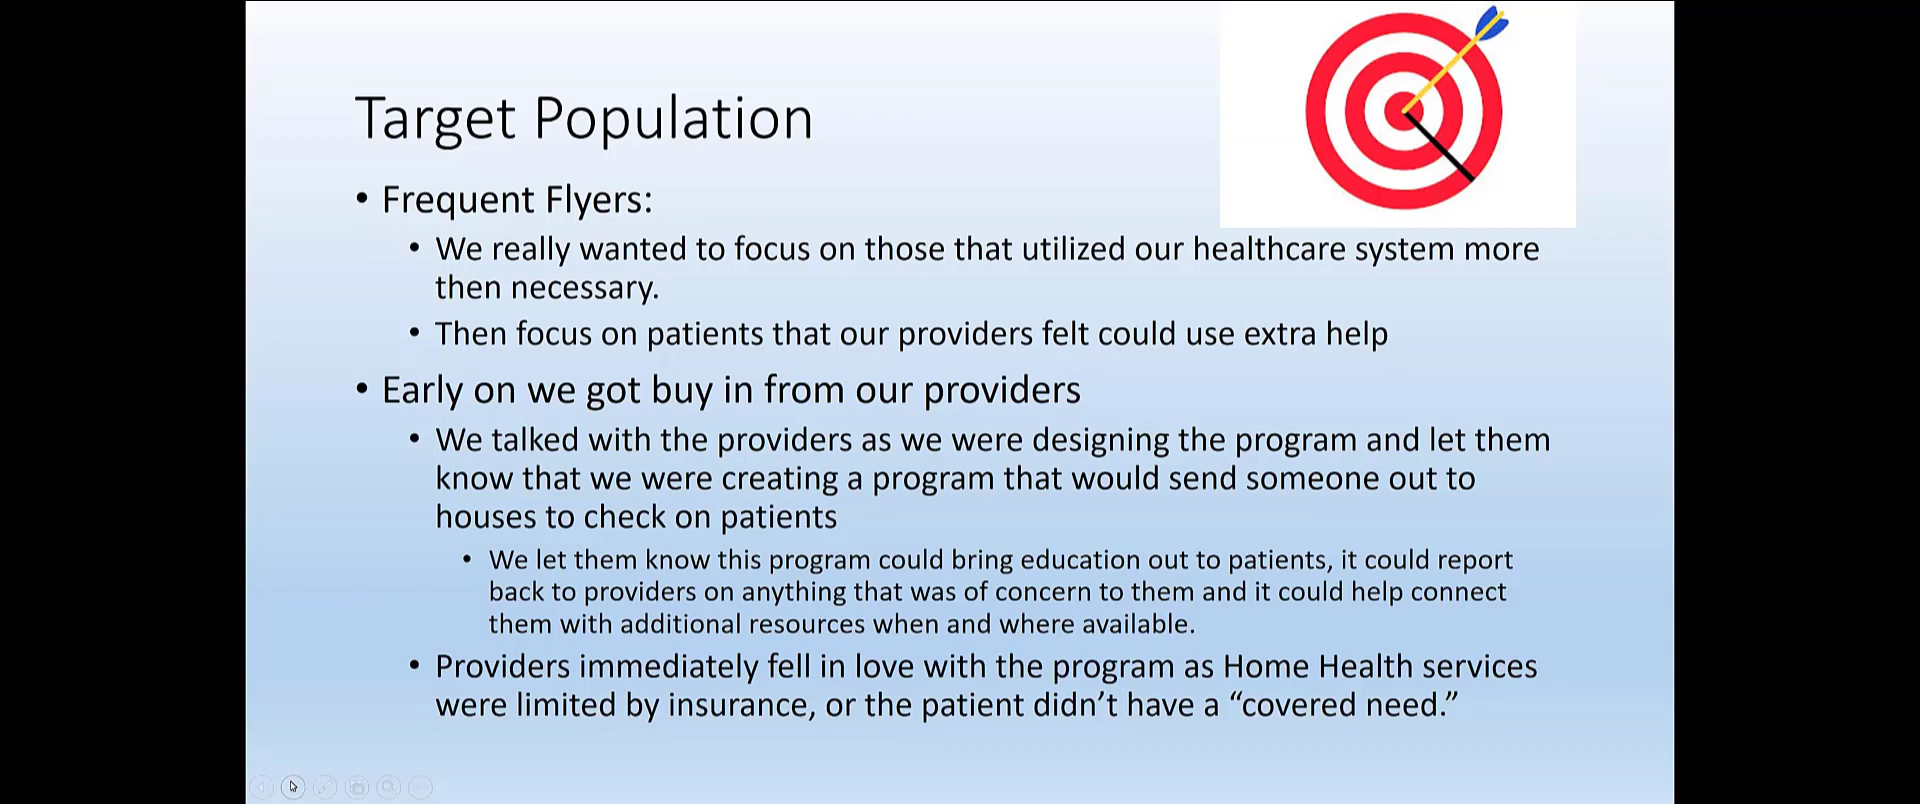 Target Population
• Frequent Flyers:
• We really wanted to focus on those that utilized our healthcare system more
then necessary.
• Then focus on patients that our providers felt could use extra help
• Early on we got buy in from our providers
• We talked with the providers as we were designing the program and let them
know that we were creating a program that would send someone out to
houses to check on patients
• We let them know this program could bring education out to patients, it could report
back to providers on anything that was of concern to them and it could help connect
them with additional resources when and where available.
• Providers immediately fell in love with the program as Home Health services
were limited by insurance, or the patient didn’t have a “covered need.”